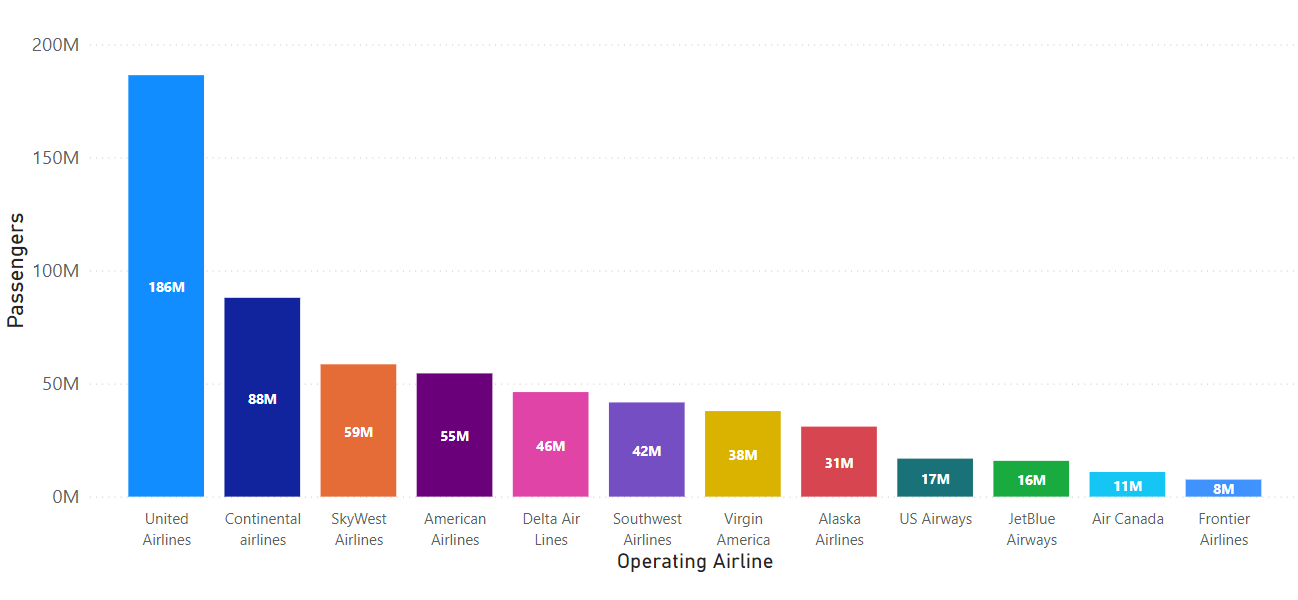 200M
150M
100M
50M
0M
Passengers
186M
88M
59M
55M
46M
42M
38M
31M
17M
16M
11M
8M
United
Airlines
Continental
airlines
SkyWest
Airlines
American
Airlines
Delta Air
Lines
Southwest
Airlines
Virgin
America
Alaska
Airlines
US Airways
JetBlue
Airways
Air Canada
Frontier
Airlines
Operating Airline